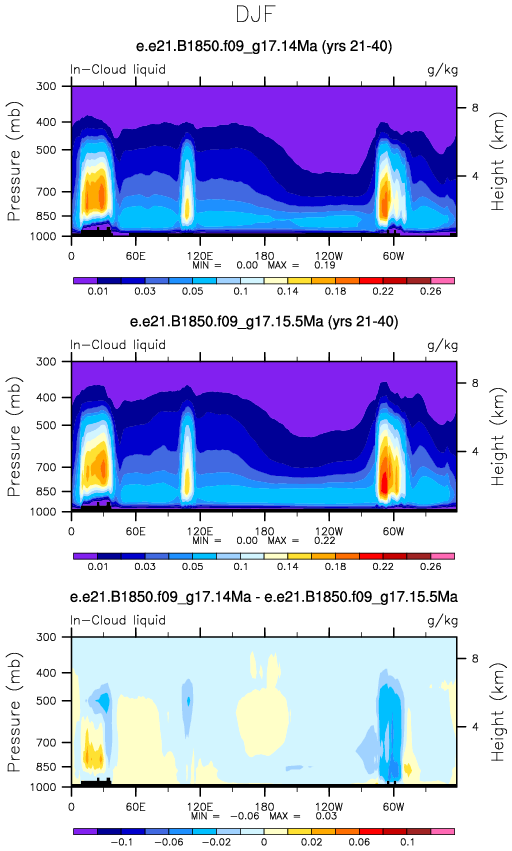 DJF
e.e21.B1850.f09_g17.14Ma (yrs 21-40)
In-Cloud liquid g/kg
300
400
500
700
850
1000
Pressure (mb)
8
4
Height (km)
0 60E 120E 180 120W 60W
MIN = 0.00 MAX = 0.19
0.01 0.03 0.05 0.1 0.14 0.18 0.22 0.26
e.e21.B1850.f09_g17.15.5Ma (yrs 21-40)
In-Cloud liquid g/kg
300
400
500
700
850
1000
Pressure (mb)
8
4
Height (km)
0 60E 120E 180 120W 60W
MIN = 0.00 MAX = 0.22
0.01 0.03 0.05 0.1 0.14 0.18 0.22 0.26
e.e21.B1850.f09_g17.14Ma - e.e21.B1850.f09_g17.15.5Ma
In-Cloud liquid g/kg
300
400
500
700
850
1000
Pressure (mb)
8
4
Height (km)
0 60E 120E 180 120W 60W
MIN = -0.06 MAX = 0.03
-0.1 -0.06 -0.02 0 0.02 0.06 0.1